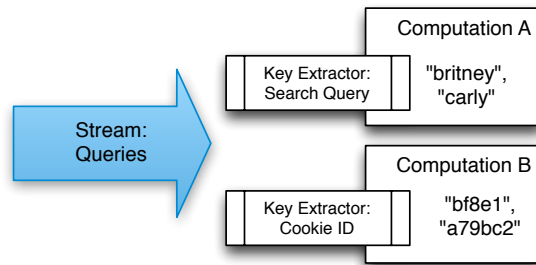 Stream:
Queries
Computation A
Key Extractor:
Search Query
"britney",
"carly"
Computation B
Key Extractor:
Cookie ID
"bf8e1",
"a79bc2"